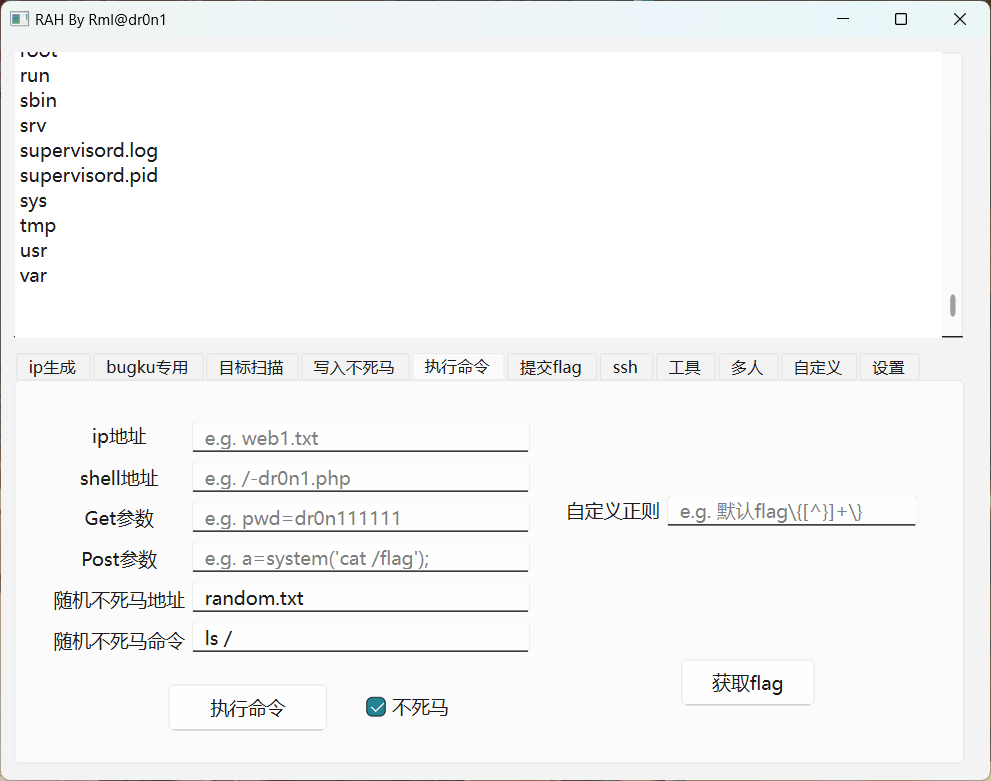 RAH By Rml@dr0n1
root
run
sbin
srv
supervisord.log
supervisord.pid
sys
tmp
usr
var
ip生成 bugku专用 目标扫描 写入不死马 执行命令 提交flag ssh 工具 多人 自定义 设置
ip地址 e.g. web1.txt
shell地址 e.g. /-dr0n1.php
Get参数 e.g. pwd=dr0n111111
自定义正则 e.g. 默认flag\{[^}]+\}
Post参数 e.g. a=system('cat /flag');
随机不死马地址 random.txt
随机不死马命令 ls /
获取flag
执行命令 不死马